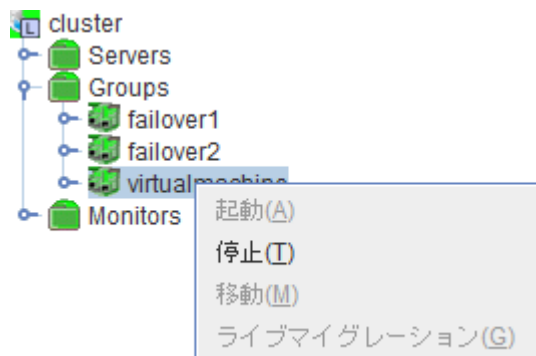 cluster
Servers
Groups
failover1
failover2
virtualmachine
Monitors
起動(A)
停止(T)
移動(M)
ライブマイグレーション(G)